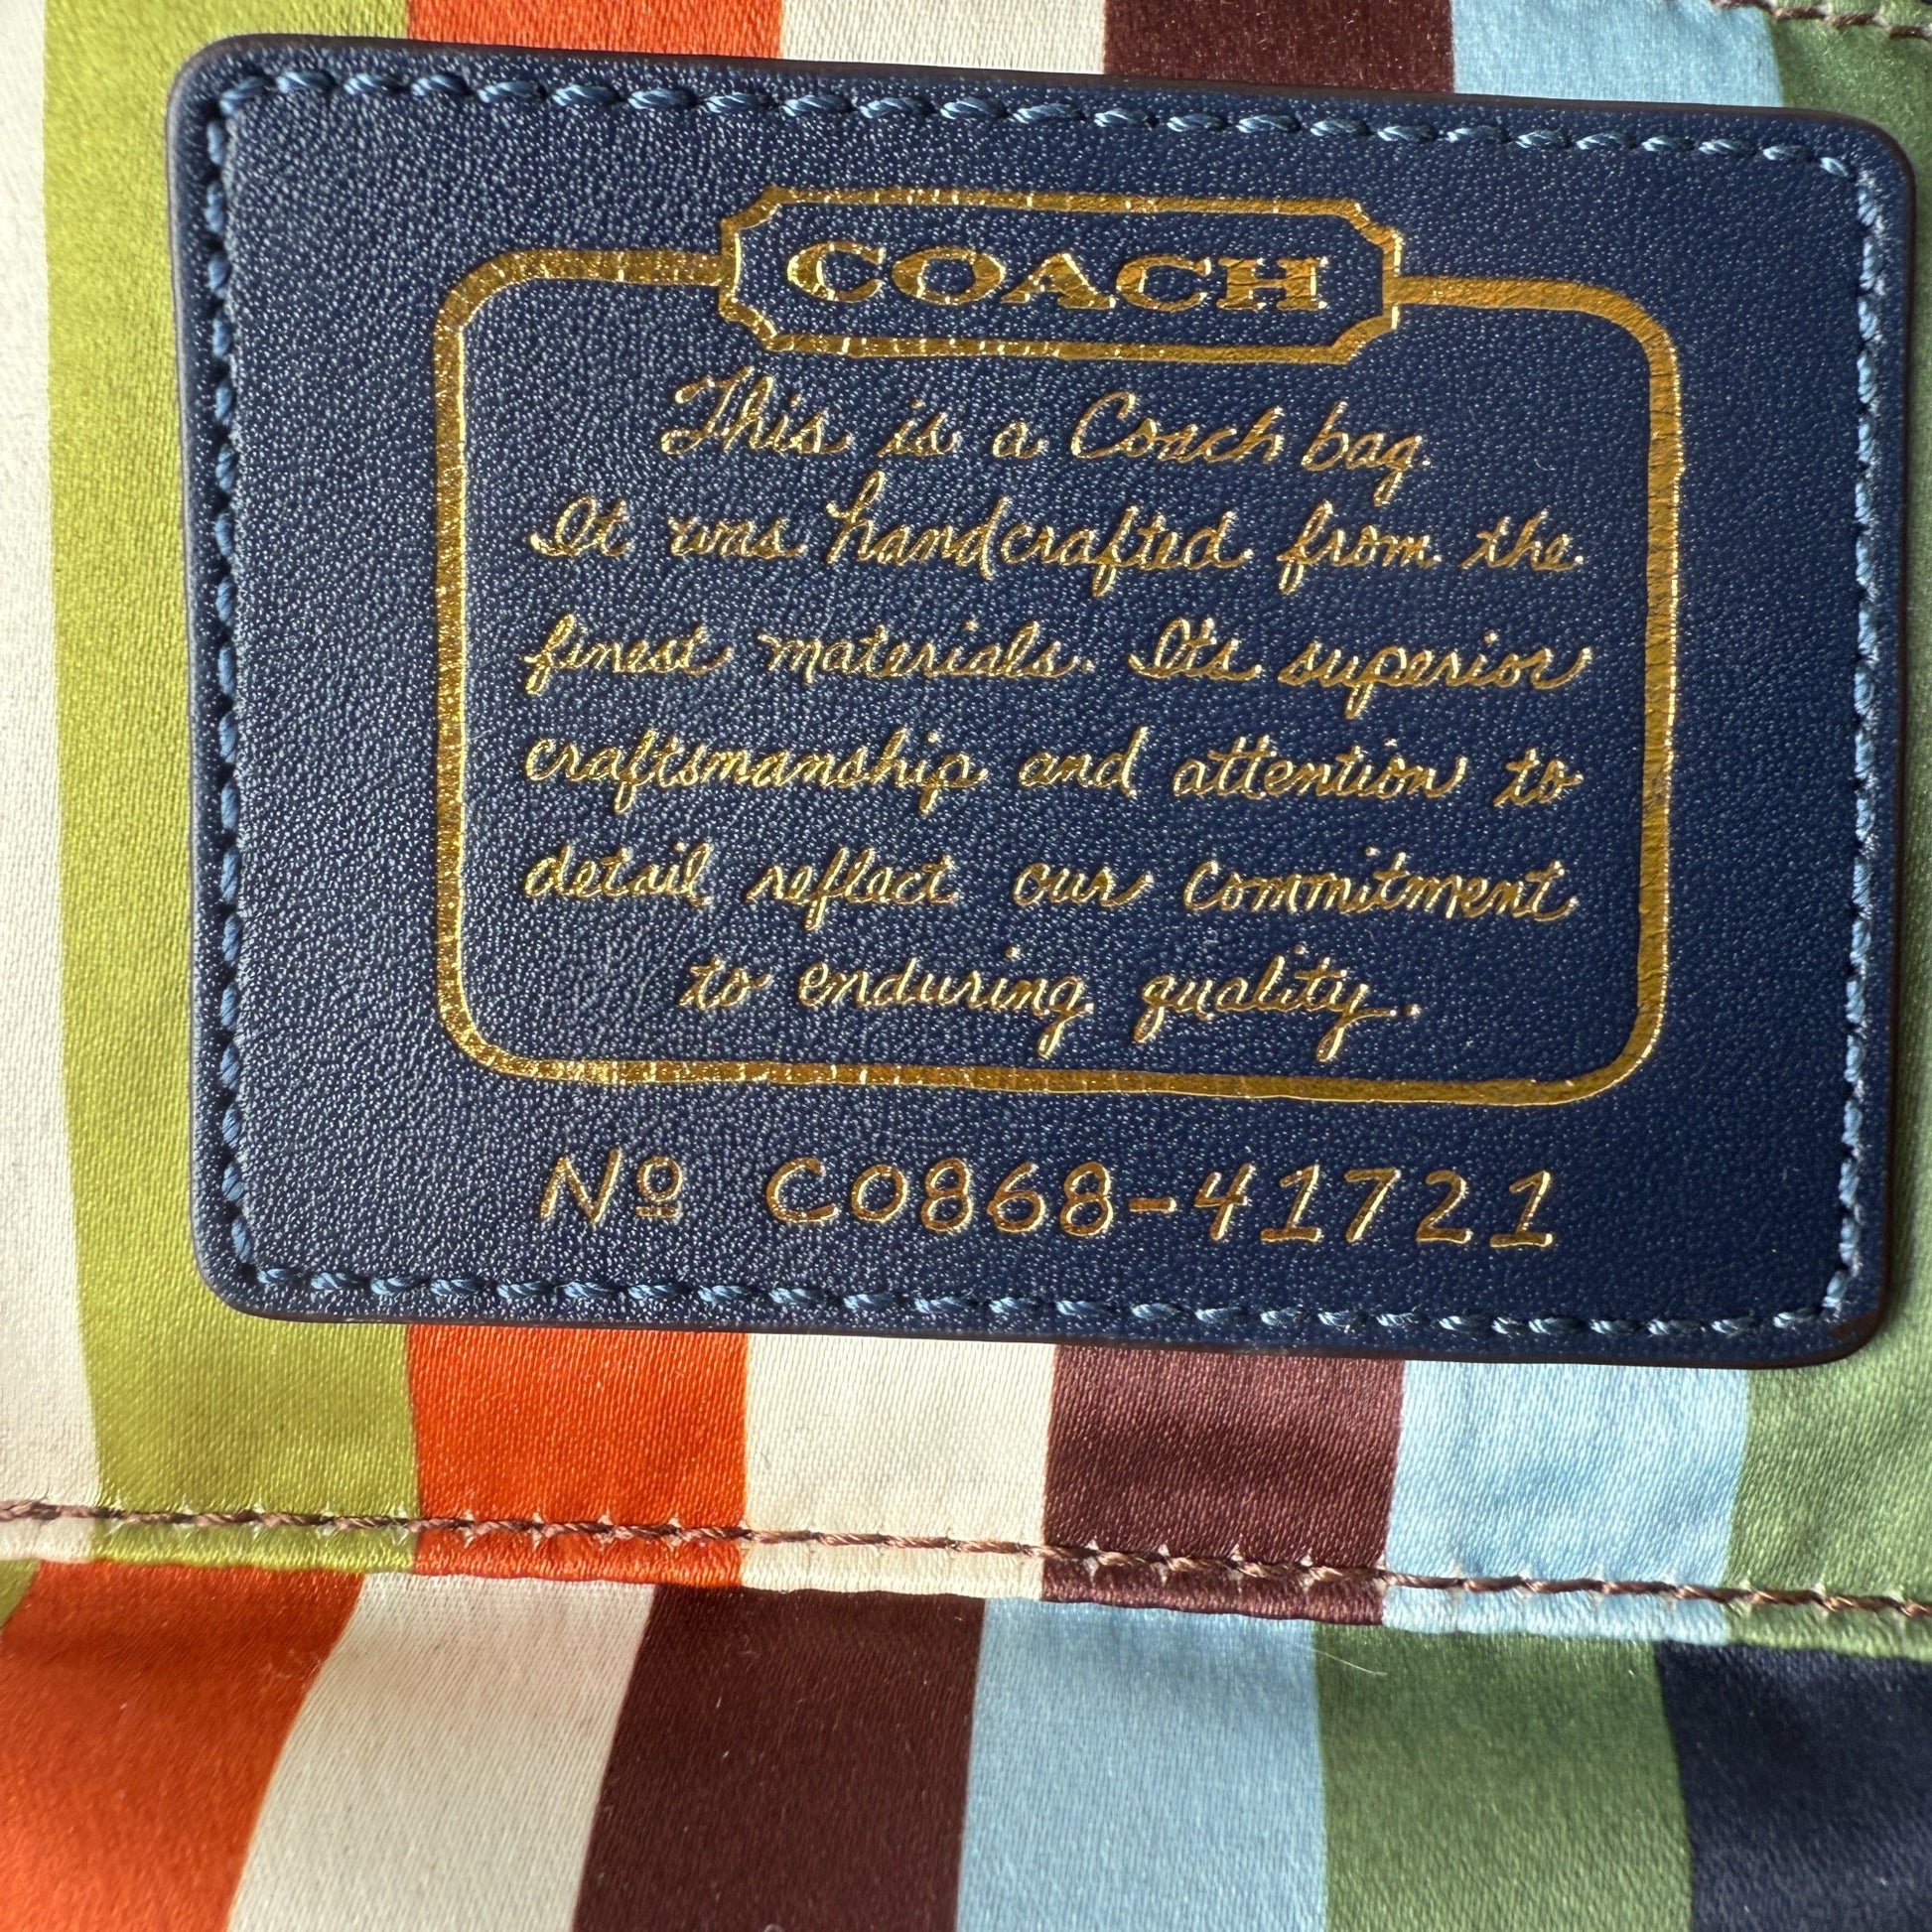 COACH
This is a Coach bag.
It was handcrafted from the
finest materials. Its superior
craftsmanship and attention to
detail reflect our commitment
to enduring quality.
Nº C0868-41721